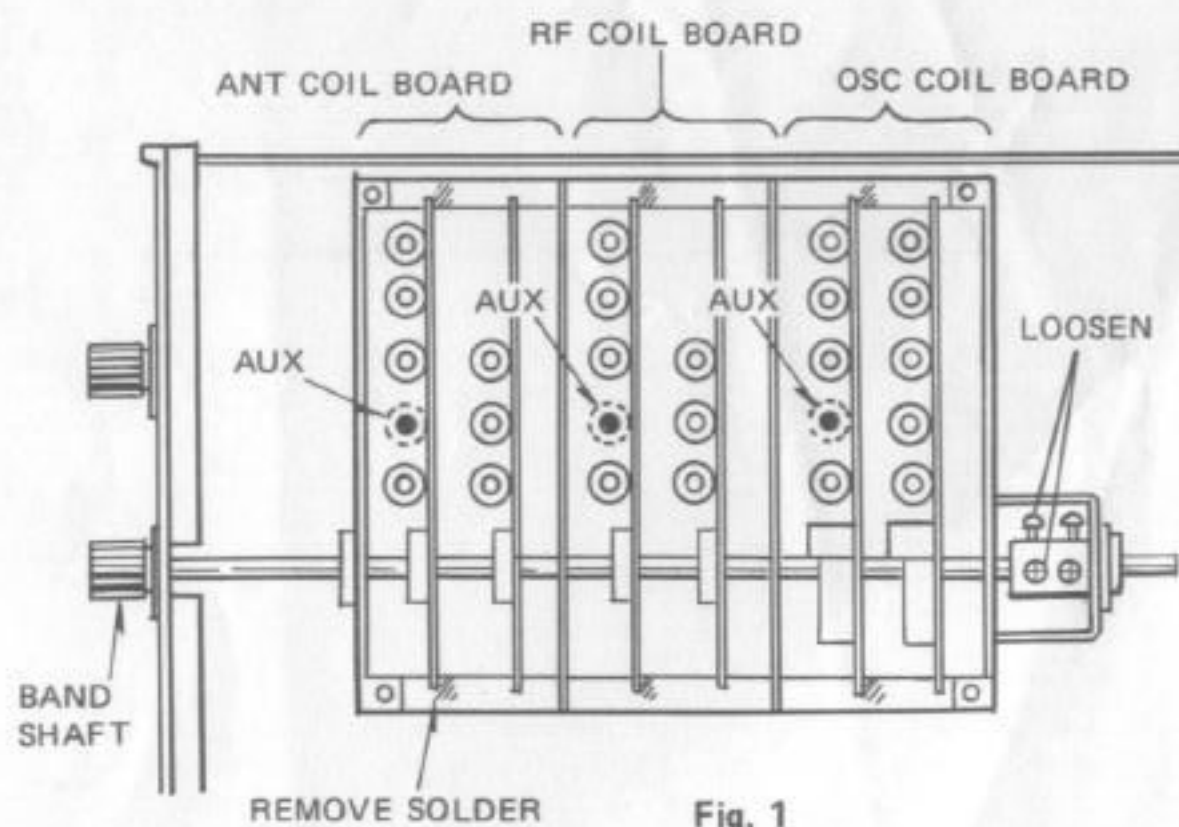 RF COIL BOARD
ANT COIL BOARD
OSC COIL BOARD
AUX
AUX
AUX
LOOSEN
BAND
SHAFT
REMOVE SOLDER
Fig. 1